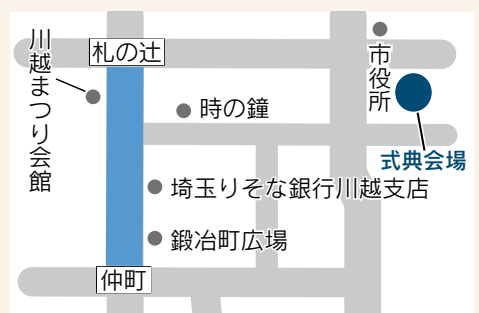 川越まつり会館
札の辻
時の鐘
市役所
式典会場
埼玉りそな銀行川越支店
鍛冶町広場
仲町